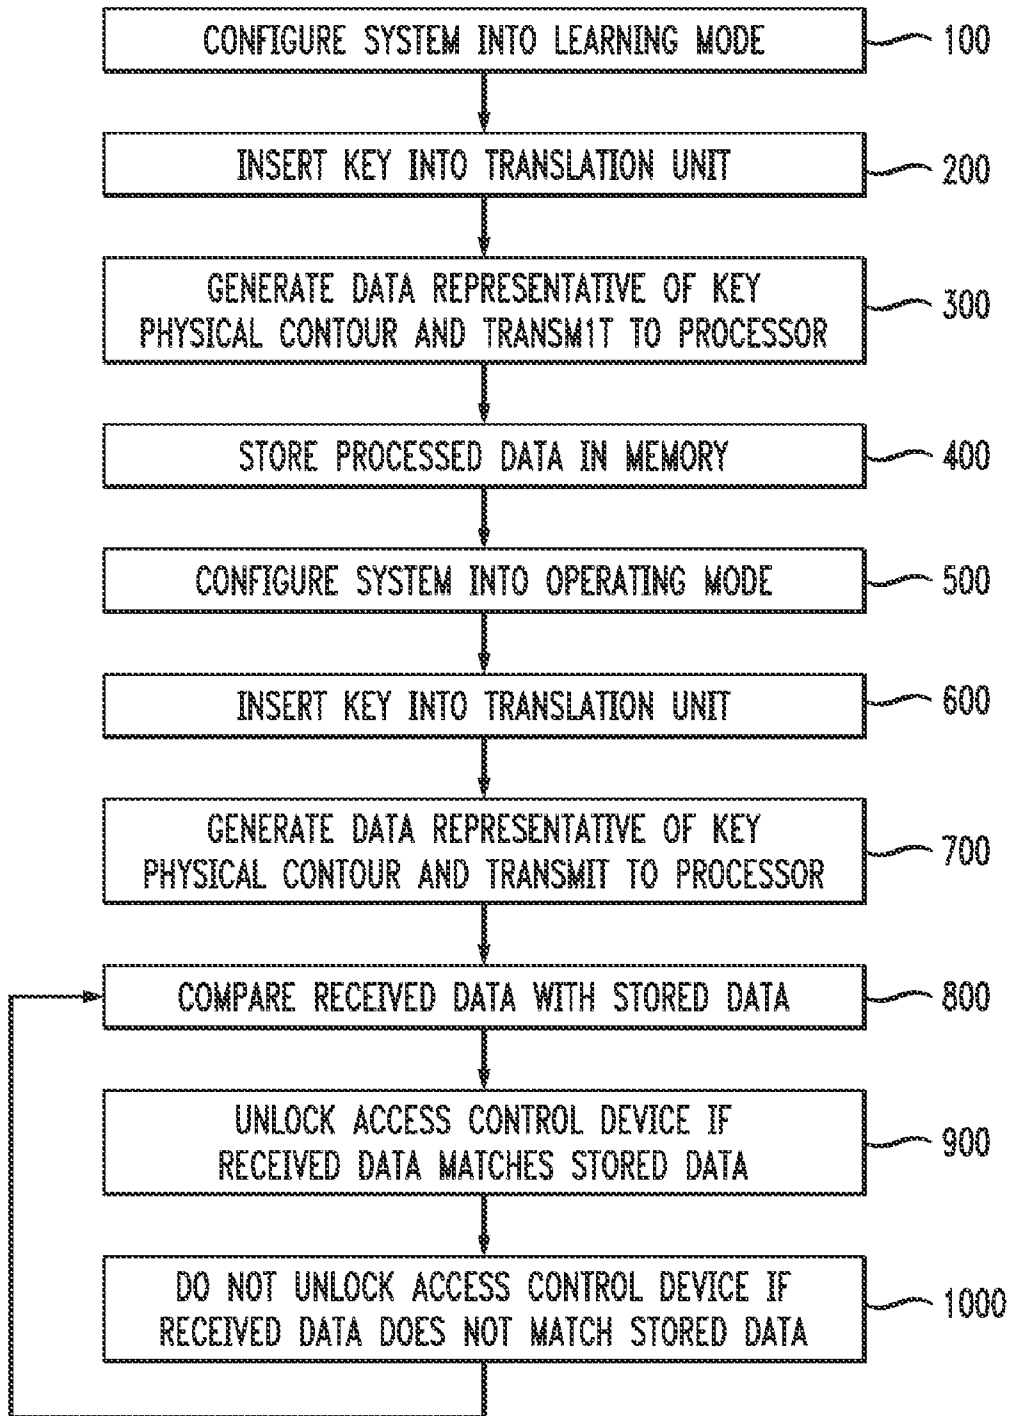 CONFIGURE SYSTEM INTO LEARNING MODE
100
INSERT KEY INTO TRANSLATION UNIT
200
GENERATE DATA REPRESENTATIVE OF KEY
PHYSICAL CONTOUR AND TRANSM1T TO PROCESSOR
300
STORE PROCESSED DATA IN MEMORY
400
CONFIGURE SYSTEM INTO OPERATING MODE
500
INSERT KEY INTO TRANSLATION UNIT
600
GENERATE DATA REPRESENTATIVE OF KEY
PHYSICAL CONTOUR AND TRANSMIT TO PROCESSOR
700
COMPARE RECEIVED DATA WITH STORED DATA
800
UNLOCK ACCESS CONTROL DEVICE IF
RECEIVED DATA MATCHES STORED DATA
900
DO NOT UNLOCK ACCESS CONTROL DEVICE IF
RECEIVED DATA DOES NOT MATCH STORED DATA
1000